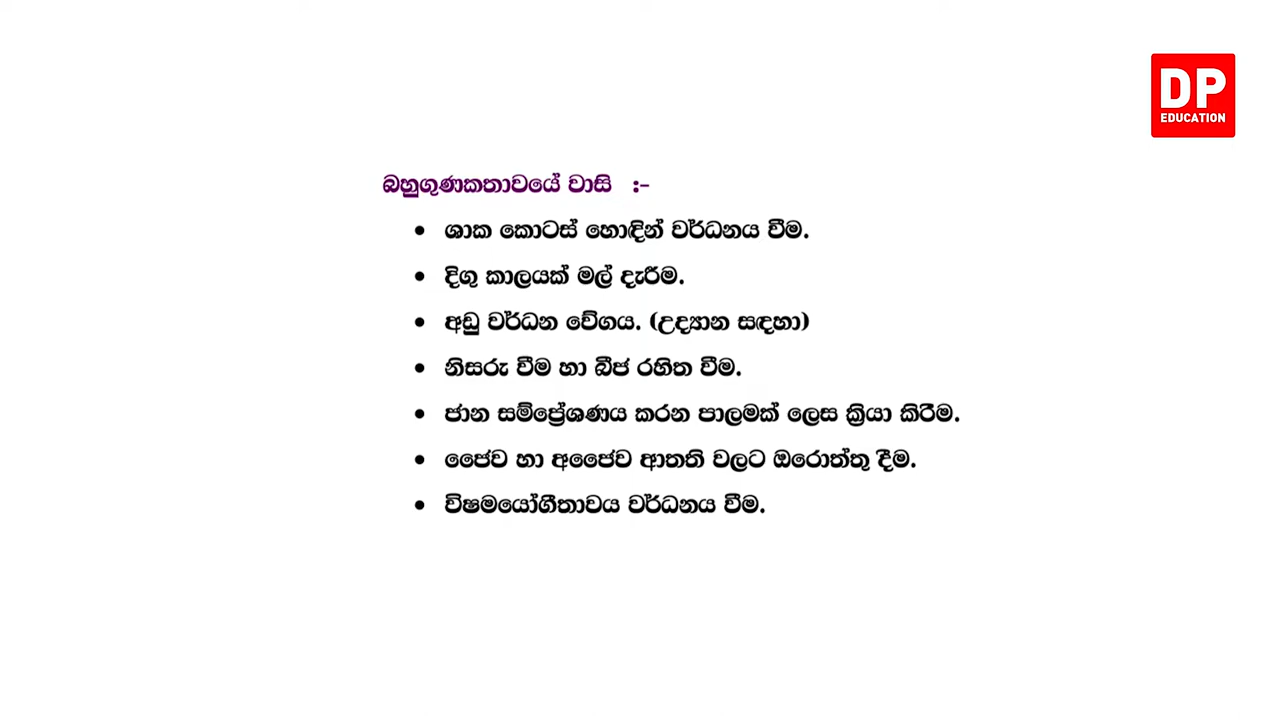 DP
EDUCATION
බහුගුණකතාවයේ වාසි :-
• ශාක කොටස් හොඳින් වර්ධනය වීම.
• දිගු කාලයක් මල් දැරීම.
• අඩු වර්ධන වේගය. (උද්‍යාන සඳහා)
• නිසරු වීම හා බීජ රහිත වීම.
• ජාන සම්ප්‍රේශණය කරන පාලමක් ලෙස ක්‍රියා කිරීම.
• ජෛව හා අජෛව ආතති වලට ඔරොත්තු දීම.
• විෂමයෝගීතාවය වර්ධනය වීම.